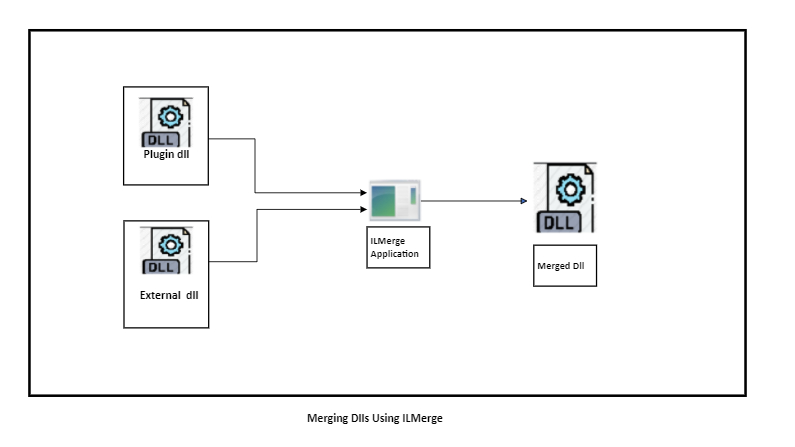 DLL
Plugin dll
DLL
External dll
ILMerge
Application
DLL
Merged Dll
Merging Dlls Using ILMerge